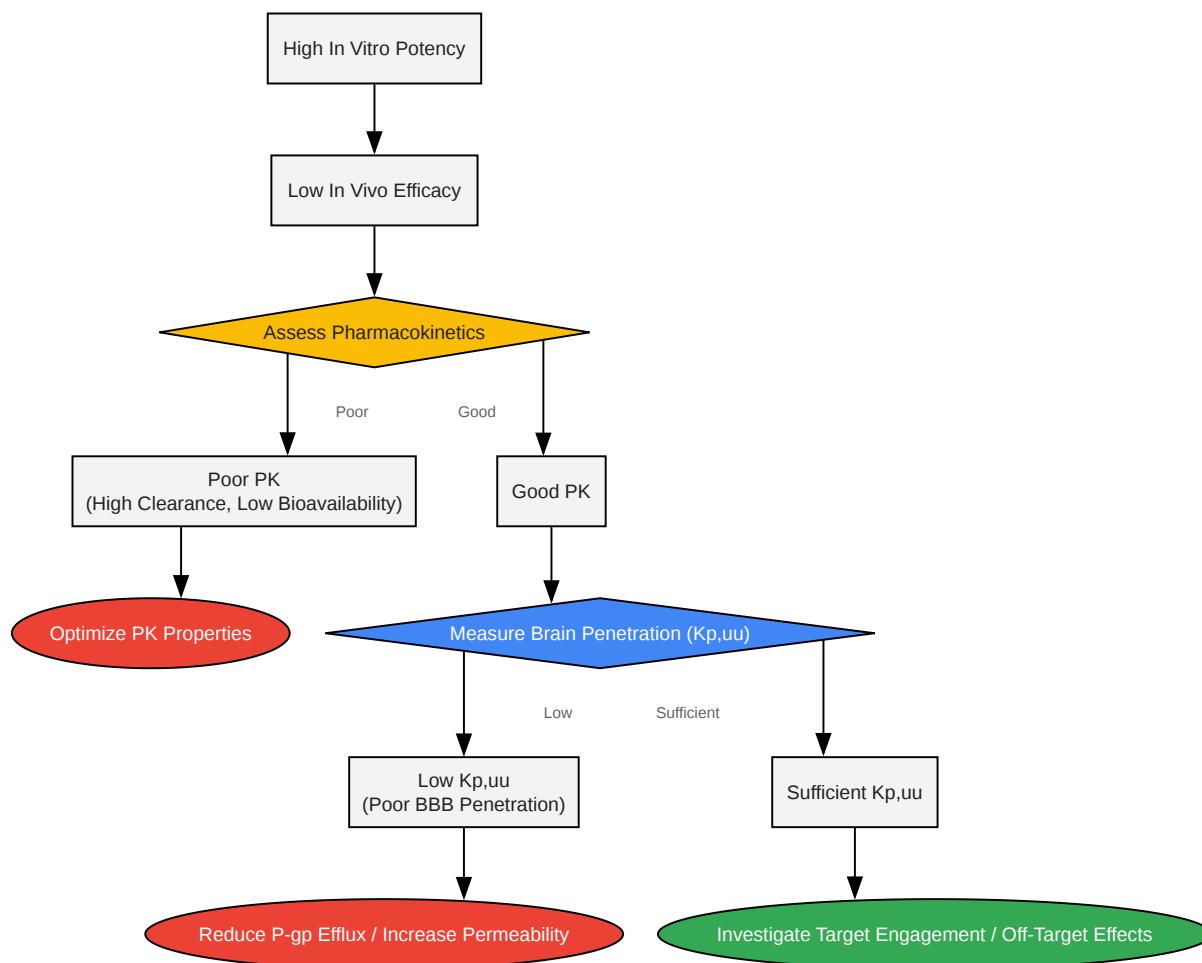 High In Vitro Potency
Low In Vivo Efficacy
Assess Pharmacokinetics
Poor
Good
Poor PK
(High Clearance, Low Bioavailability)
Good PK
Optimize PK Properties
Measure Brain Penetration (Kp,uu)
Low
Sufficient
Low Kp,uu
(Poor BBB Penetration)
Sufficient Kp,uu
Reduce P-gp Efflux / Increase Permeability
Investigate Target Engagement / Off-Target Effects